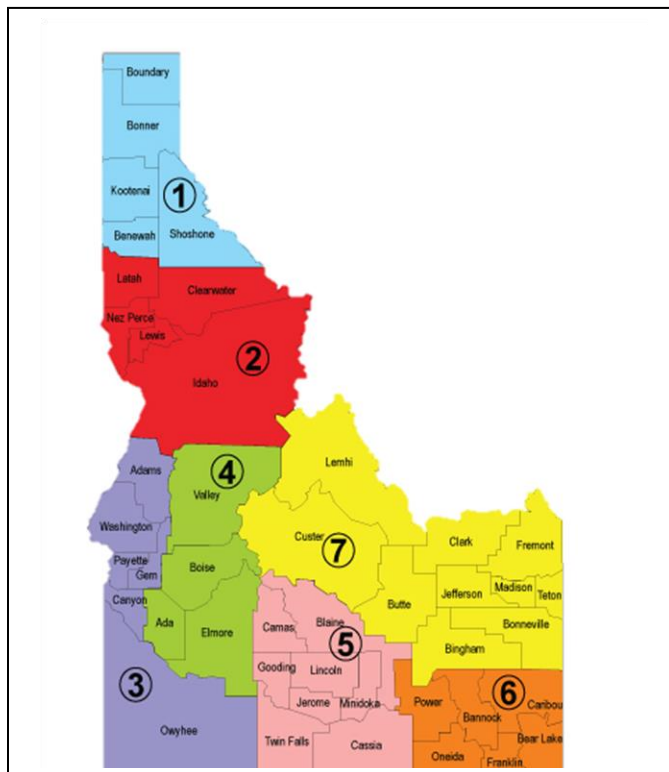 Boundary
Bonner
Kootenai
1
Benewah
Shoshone
Latah
Clearwater
Nez Perce
Lewis
2
Idaho
Adams
4
Valley
Lemhi
Washington
Custer
7
Clark
Fremont
Payette
Gem
Boise
Canyon
Butte
Jefferson
Madison
Teton
Ada
Elmore
Camas
Blaine
5
Bonneville
Bingham
Gooding
Lincoln
3
Jerome
Minidoka
Power
6
Caribou
Bannock
Owyhee
Twin Falls
Cassia
Bear Lake
Oneida
Franklin